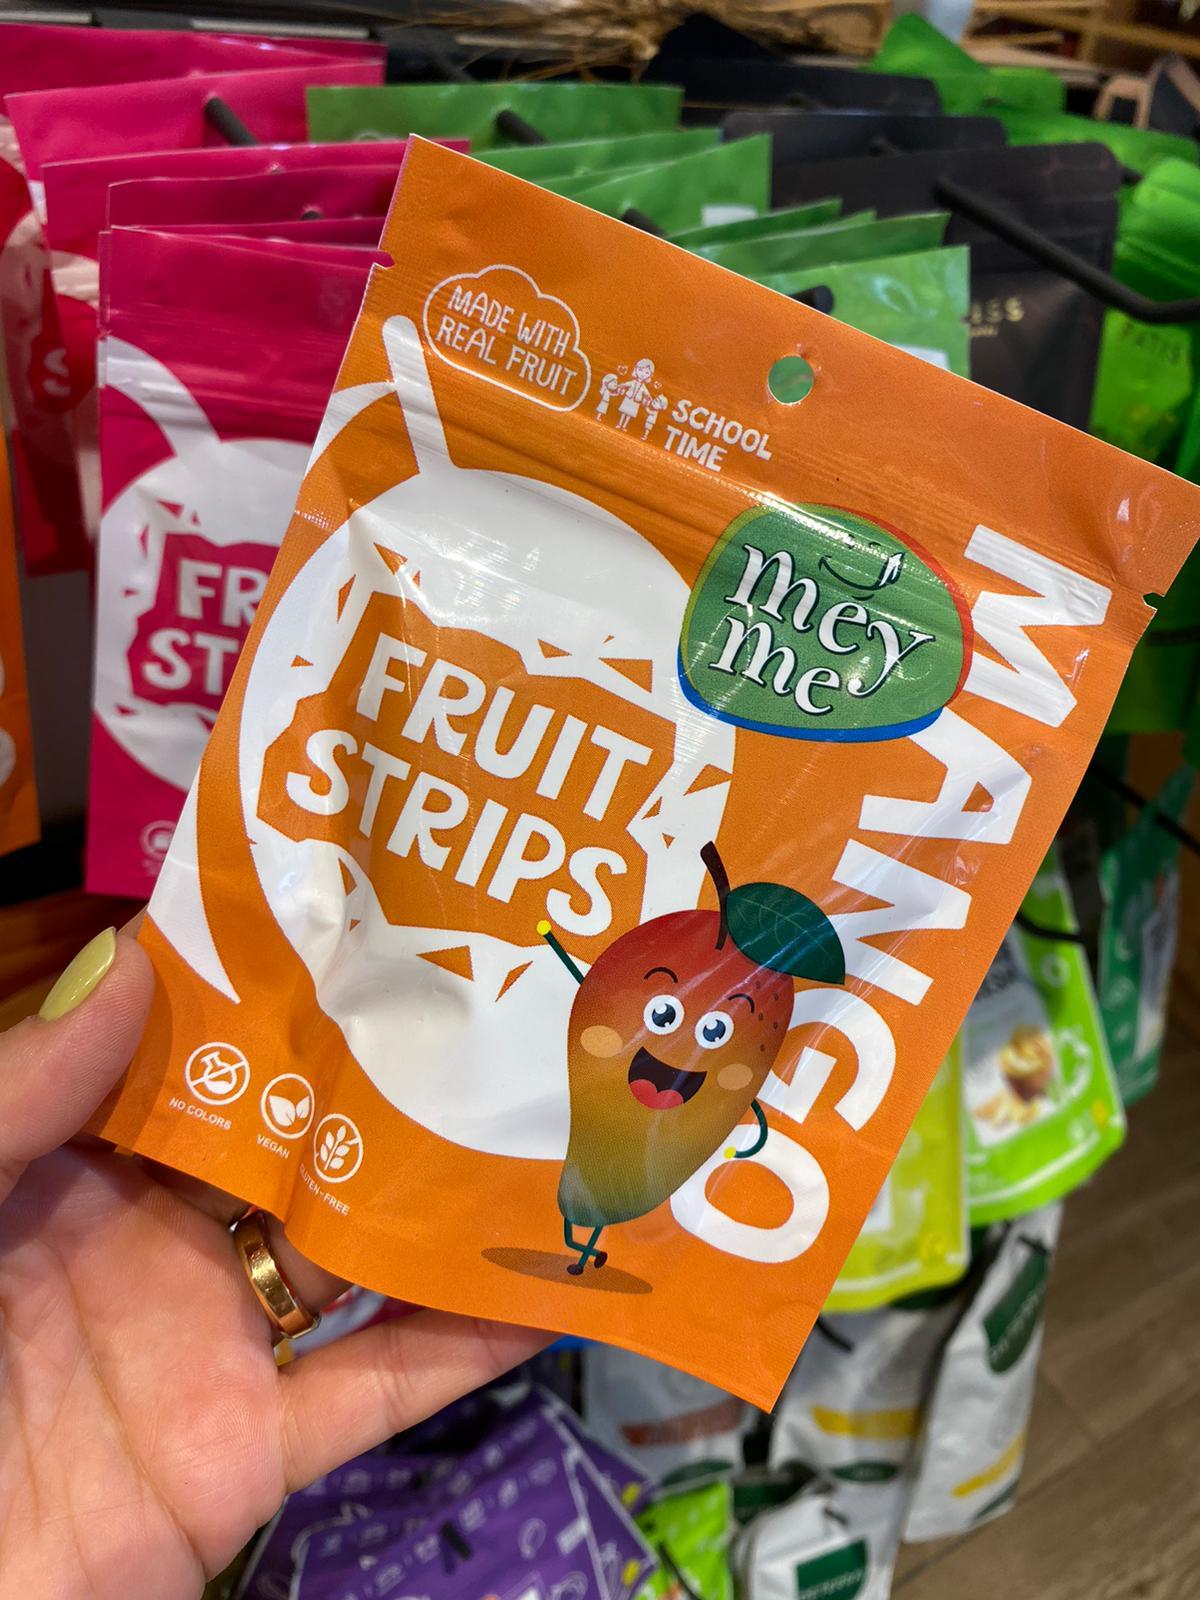 MADE WITH
REAL FRUIT
SCHOOL
TIME
mey
me
MANGO
FRUIT
STRIPS
NO COLORS
VEGAN
GLUTEN-FREE
FR
ST